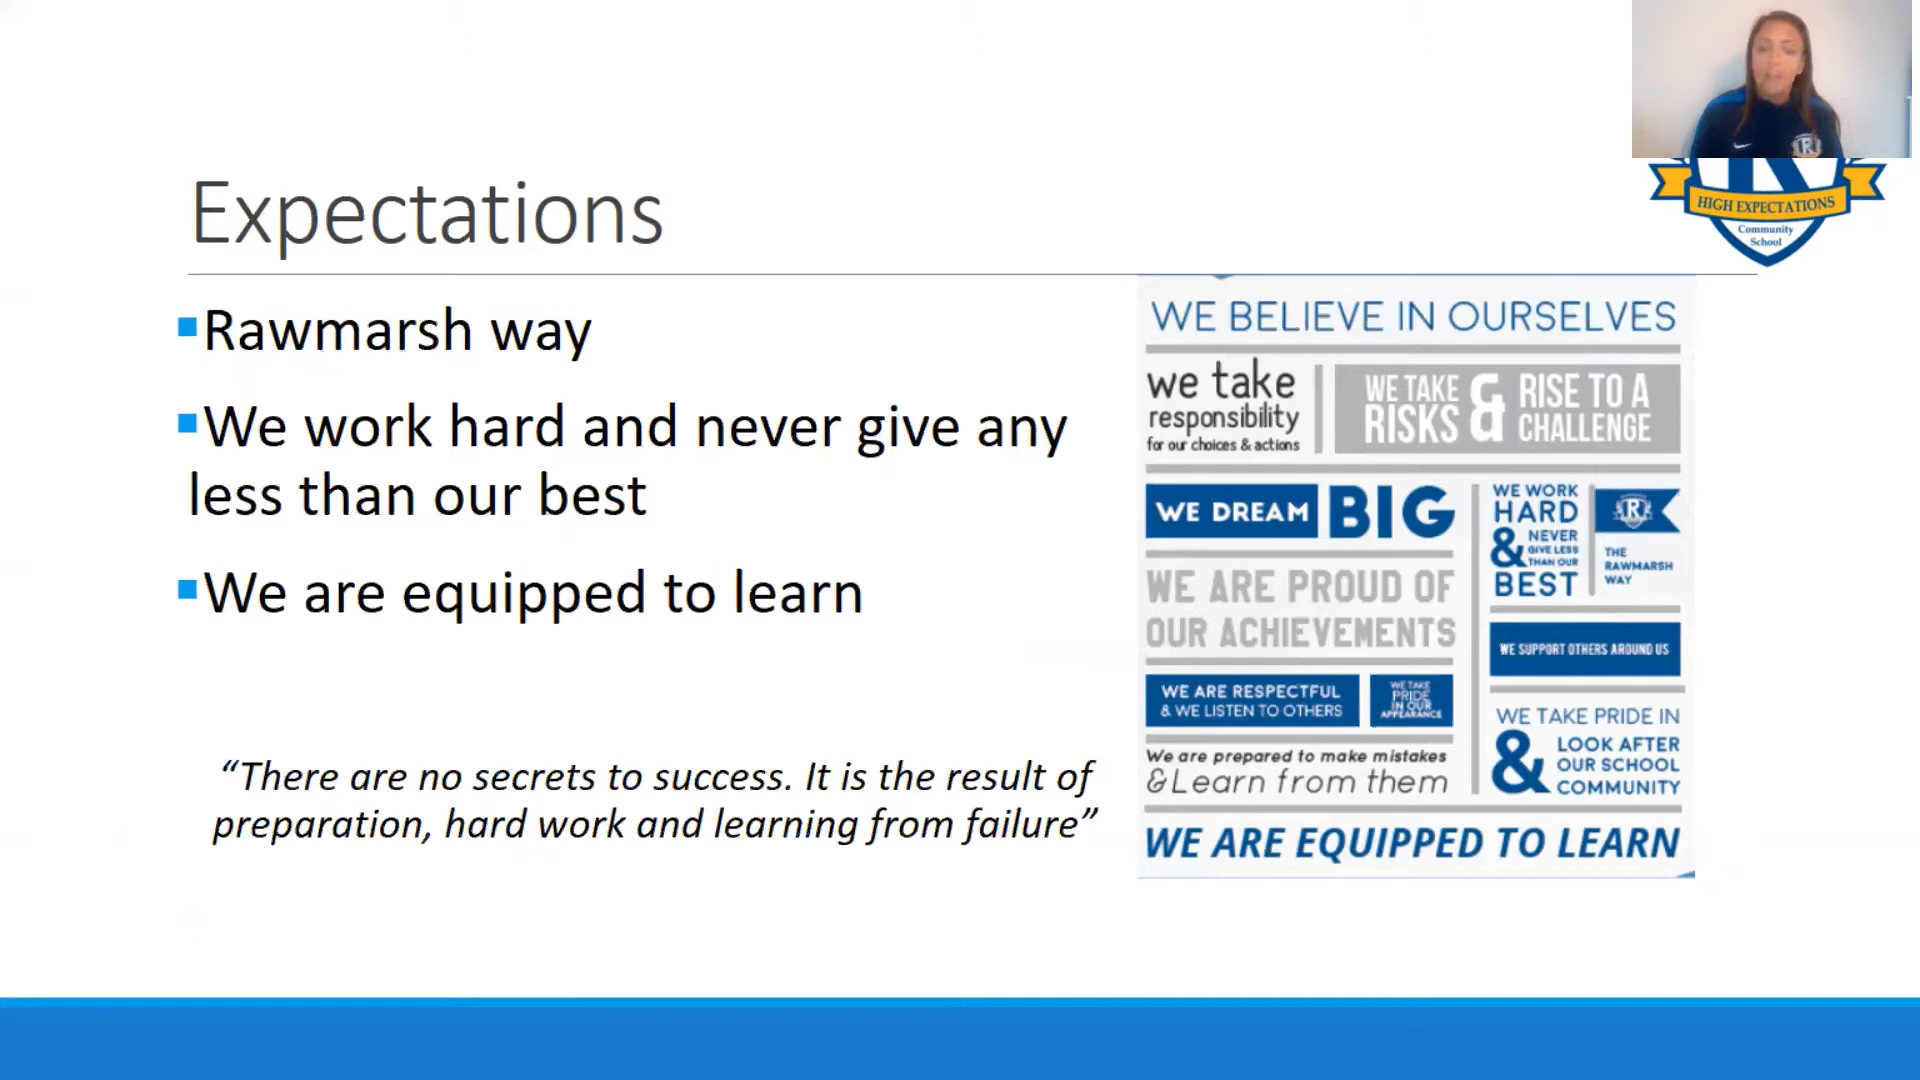 R
HIGH EXPECTATIONS
Community
School
Expectations
Rawmarsh way
We work hard and never give any
less than our best
We are equipped to learn
“There are no secrets to success. It is the result of
preparation, hard work and learning from failure”
WE BELIEVE IN OURSELVES
we take
responsibility
for our choices & actions
WE TAKE
RISKS
&
RISE TO A
CHALLENGE
WE DREAM BIG
WE WORK
HARD
& NEVER
GIVE LESS
THAN OUR
BEST
R
THE
RAWMARSH
WAY
WE ARE PROUD OF
OUR ACHIEVEMENTS
WE SUPPORT OTHERS AROUND US
WE ARE RESPECTFUL
& WE LISTEN TO OTHERS
WE TAKE
PRIDE
IN OUR
APPEARANCE
We are prepared to make mistakes
& Learn from them
WE TAKE PRIDE IN
& LOOK AFTER
OUR SCHOOL
COMMUNITY
WE ARE EQUIPPED TO LEARN